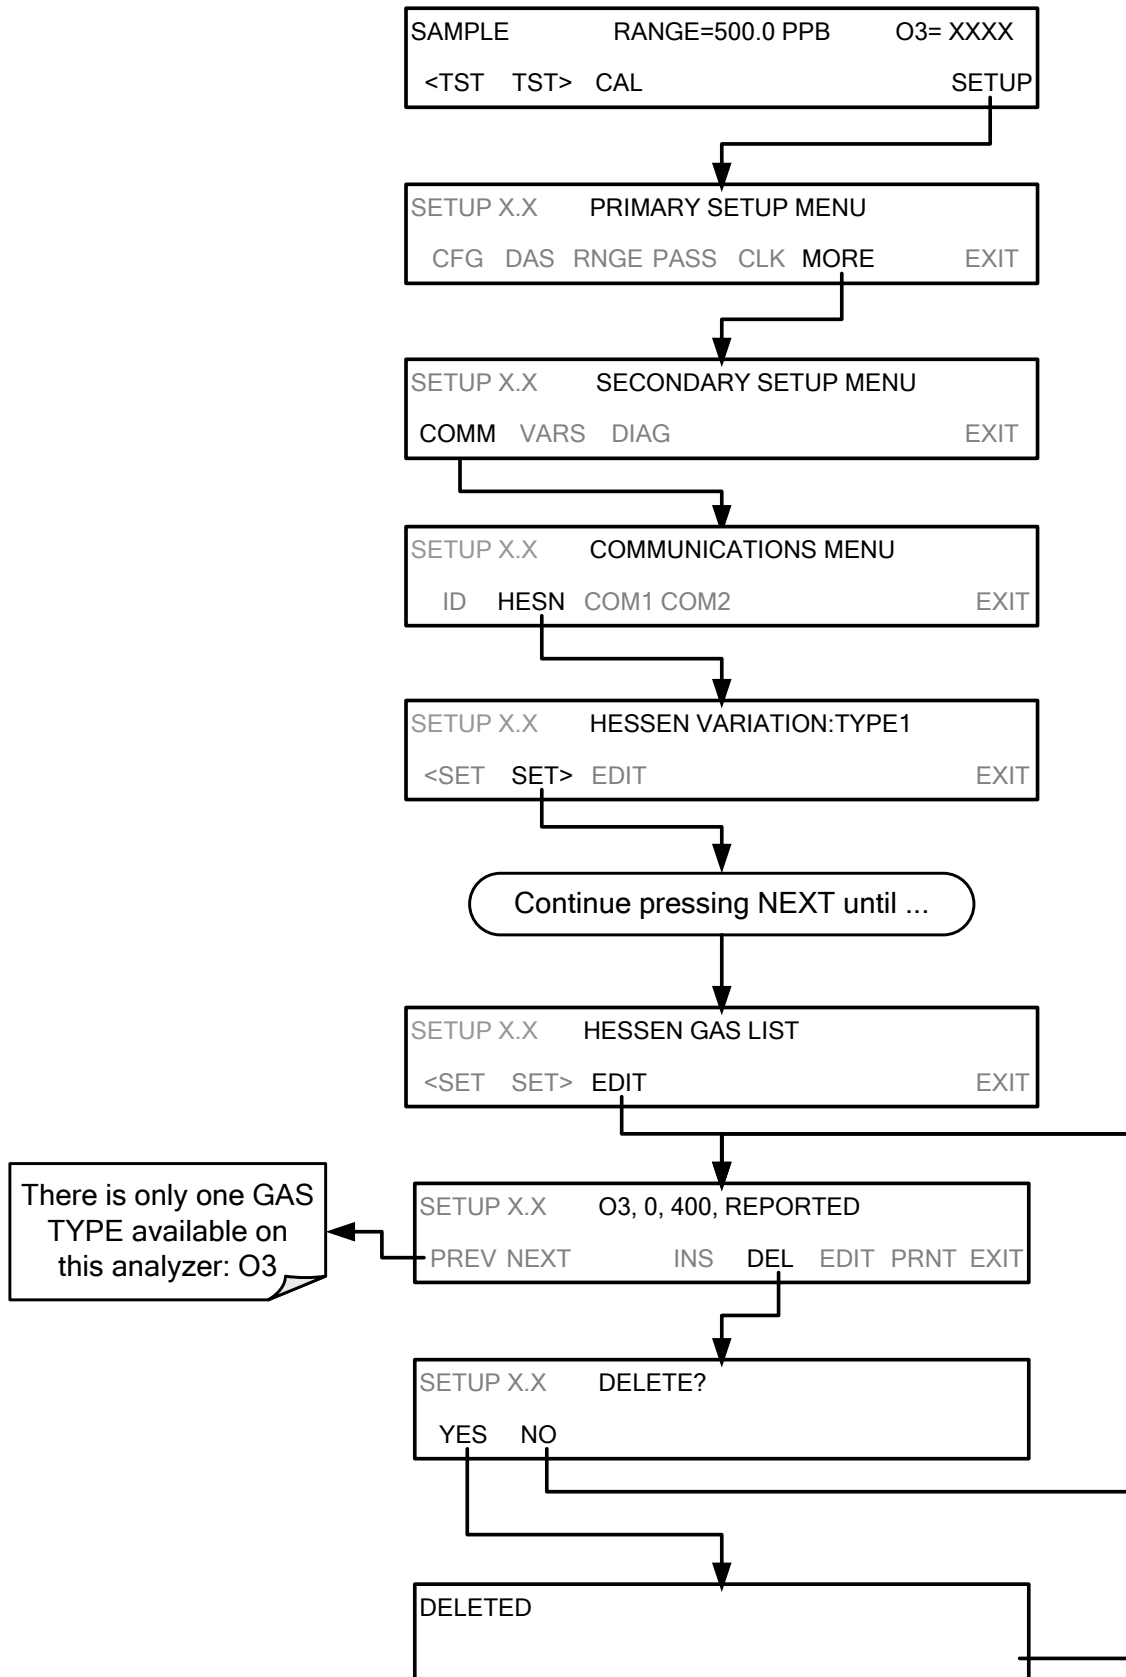 SAMPLE RANGE=500.0 PPB O3= XXXX
<TST TST> CAL SETUP
SETUP X.X PRIMARY SETUP MENU
CFG DAS RNGE PASS CLK MORE EXIT
SETUP X.X SECONDARY SETUP MENU
COMM VARS DIAG EXIT
SETUP X.X COMMUNICATIONS MENU
ID HESN COM1 COM2 EXIT
SETUP X.X HESSEN VARIATION:TYPE1
<SET SET> EDIT EXIT
Continue pressing NEXT until ...
SETUP X.X HESSEN GAS LIST
<SET SET> EDIT EXIT
There is only one GAS
TYPE available on
this analyzer: O3
SETUP X.X O3, 0, 400, REPORTED
PREV NEXT INS DEL EDIT PRNT EXIT
SETUP X.X DELETE?
YES NO
DELETED